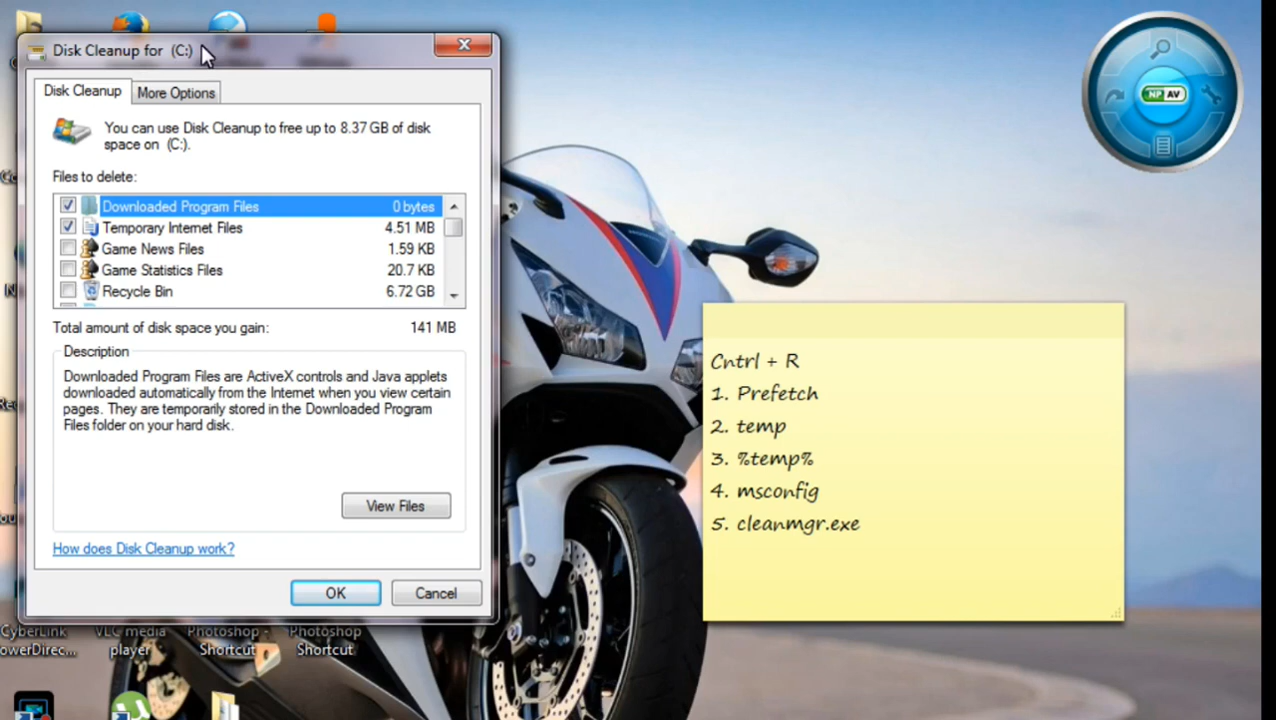 Disk Cleanup for (C:)
Disk Cleanup
More Options
You can use Disk Cleanup to free up to 8.37 GB of disk
space on (C:).
Files to delete:
Downloaded Program Files 0 bytes
Temporary Internet Files 4.51 MB
Game News Files 1.59 KB
Game Statistics Files 20.7 KB
Recycle Bin 6.72 GB
Total amount of disk space you gain: 141 MB
Description
Downloaded Program Files are ActiveX controls and Java applets
downloaded automatically from the Internet when you view certain
pages. They are temporarily stored in the Downloaded Program
Files folder on your hard disk.
View Files
How does Disk Cleanup work?
OK
Cancel
NP AV
Cntrl + R
1. Prefetch
2. temp
3. %temp%
4. msconfig
5. cleanmgr.exe
CyberLink
owerDirec...
VLC media
player
Photoshop -
Shortcut
Photoshop
Shortcut